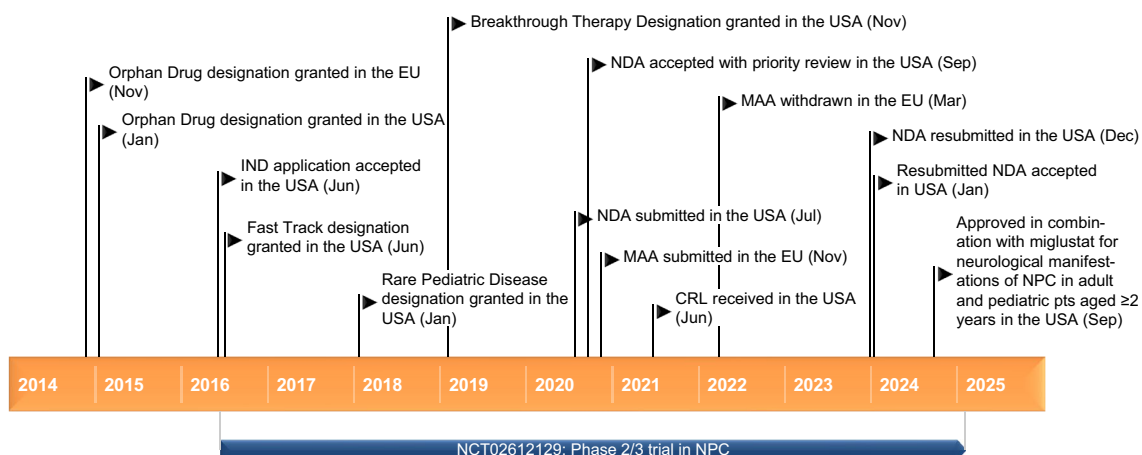 Breakthrough Therapy Designation granted in the USA (Nov)
Orphan Drug designation granted in the EU
(Nov)
NDA accepted with priority review in the USA (Sep)
MAA withdrawn in the EU (Mar)
Orphan Drug designation granted in the USA
(Jan)
NDA resubmitted in the USA (Dec)
IND application accepted
in the USA (Jun)
Resubmitted NDA accepted
in USA (Jan)
Fast Track designation
granted in the USA (Jun)
NDA submitted in the USA (Jul)
Approved in combin-
ation with miglustat for
neurological manifest-
ations of NPC in adult
and pediatric pts aged ≥2
years in the USA (Sep)
MAA submitted in the EU (Nov)
Rare Pediatric Disease
designation granted in the
USA (Jan)
CRL received in the USA
(Jun)
2014 2015 2016 2017 2018 2019 2020 2021 2022 2023 2024 2025
NCT02612129: Phase 2/3 trial in NPC